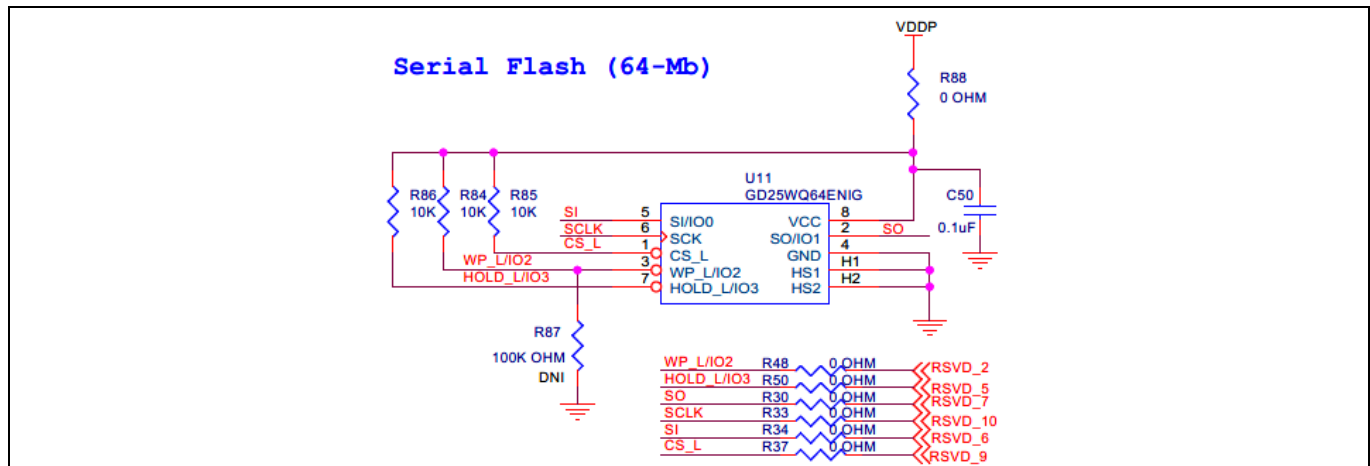 VDDP
Serial Flash (64-Mb)
R88
0 OHM
R86
10K
R84
10K
R85
10K
U11
GD25WQ64ENIG
C50
0.1uF
SI 5 SI/IO0 VCC 8
SCLK 6 SCK SO/IO1 2 SO
CS_L 1 CS_L GND 4
WP_L/IO2 3 WP_L/IO2 HS1 H1
HOLD_L/IO3 7 HOLD_L/IO3 HS2 H2
R87
100K OHM
DNI
WP_L/IO2 R48 0 OHM RSVD_2
HOLD_L/IO3 R50 0 OHM RSVD_5
SO R30 0 OHM RSVD_7
SCLK R33 0 OHM RSVD_10
SI R34 0 OHM RSVD_6
CS_L R37 0 OHM RSVD_9